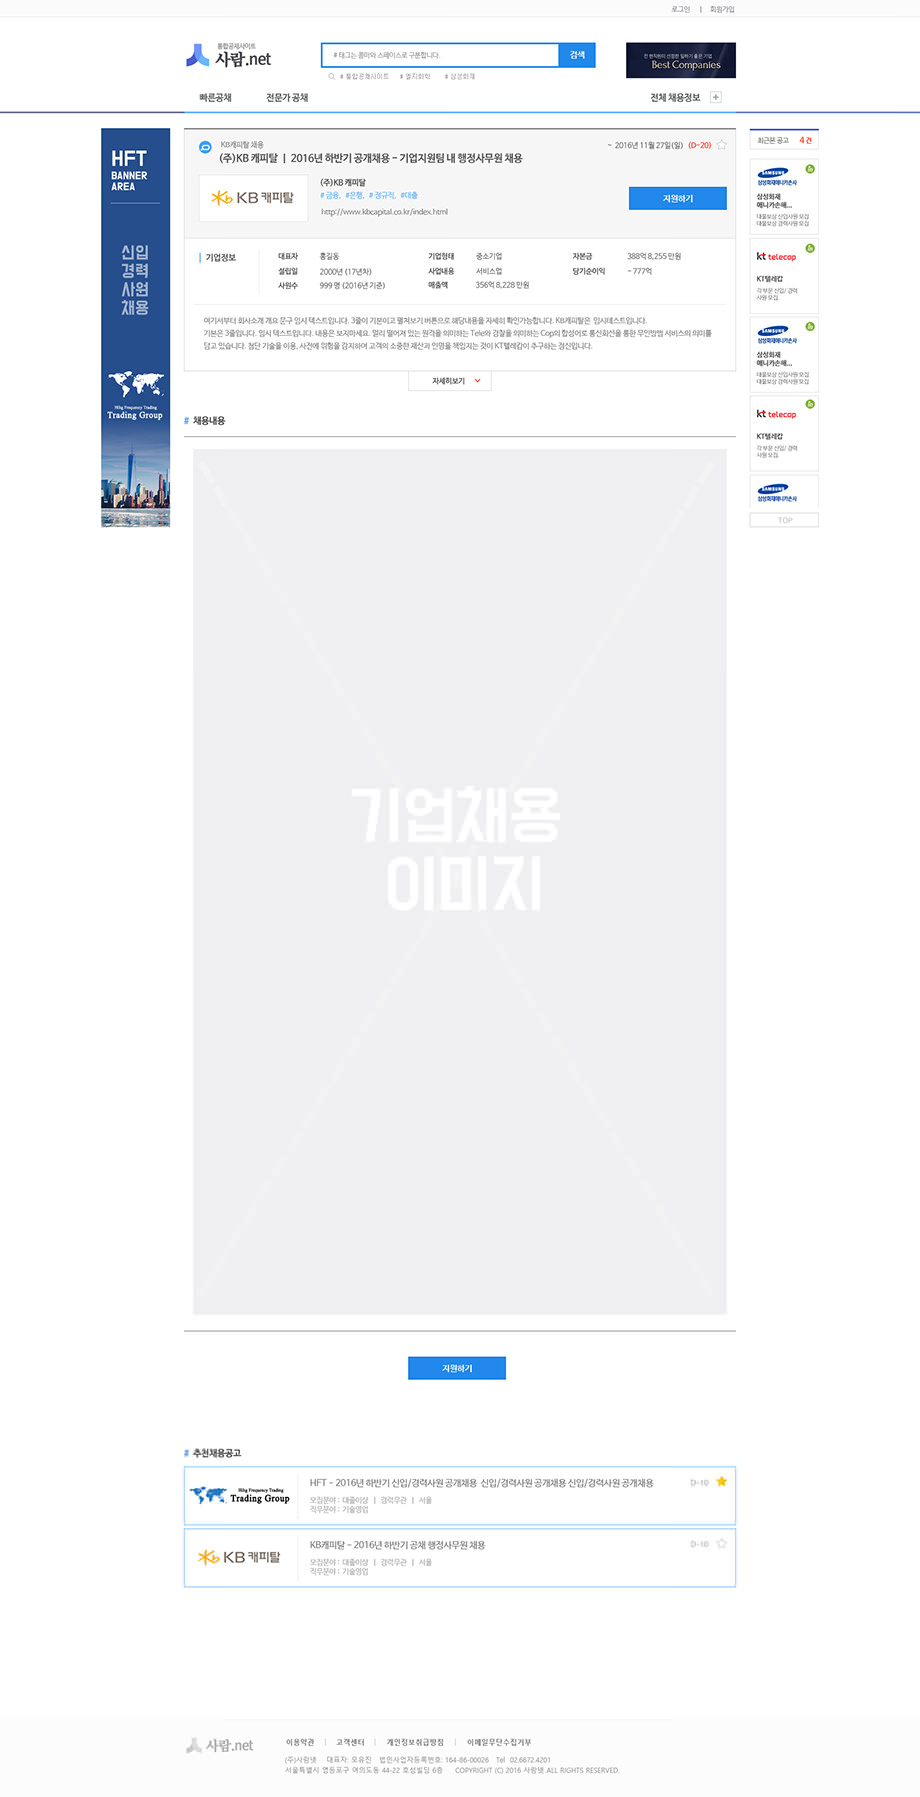 로그인 | 회원가입
통합공채사이트
사람.net
# 태그는 콤마와 스페이스로 구분합니다.
검색
# 통합공채사이트 # 엘지화학 # 삼성화재
전 현직원이 선정한 일하기 좋은 기업
Best Companies
빠른공채 전문가 공채
전체 채용정보 +
HFT
BANNER
AREA
신입
경력
사원
채용
Hihg Frequency Trading
Trading Group
KB캐피탈 채용
(주)KB 캐피탈 | 2016년 하반기 공개채용 - 기업지원팀 내 행정사무원 채용
~ 2016년 11월 27일(일) (D-20)
KB 캐피탈
(주)KB 캐피탈
# 금융, #은행, # 정규직, #대출
http://www.kbcapital.co.kr/index.html
지원하기
기업정보
대표자 홍길동 기업형태 중소기업 자본금 388억 8,255 만원
설립일 2000년 (17년차) 사업내용 서비스업 당기순이익 - 777억
사원수 999 명 (2016년 기준) 매출액 356억 8,228 만원
여기서부터 회사소개 개요 문구 임시 텍스트입니다. 3줄이 기본이고 펼쳐보기 버튼으로 해당내용을 자세히 확인가능합니다. KB캐피탈은 임시테스트입니다.
기본은 3줄입니다. 임시 텍스트입니다. 내용은 보지마세요. 멀리 떨어져 있는 원격을 의미하는 Tele와 경찰을 의미하는 Cop의 합성어로 통신회선을 통한 무인방범 서비스의 의미를
담고 있습니다. 첨단 기술을 이용, 사전에 위험을 감지하여 고객의 소중한 재산과 인명을 책임지는 것이 KT텔레캅이 추구하는 정신입니다.
자세히보기
최근본 공고 4 건
SAMSUNG
삼성화재애니카손사
삼성화재
애니카손해...
대물보상 신입사원 모집
대물보상 경력사원 모집
kt telecop
KT텔레캅
각 부문 신입/ 경력
사원 모집
SAMSUNG
삼성화재애니카손사
삼성화재
애니카손해...
대물보상 신입사원 모집
대물보상 경력사원 모집
kt telecop
KT텔레캅
각 부문 신입/ 경력
사원 모집
SAMSUNG
삼성화재애니카손사
TOP
# 채용내용
기업채용
이미지
지원하기
# 추천채용공고
Hihg Frequency Trading
Trading Group
HFT - 2016년 하반기 신입/경력사원 공개채용 신입/경력사원 공개채용 신입/경력사원 공개채용
D-10
모집분야 : 대졸이상 | 경력무관 | 서울
직무분야 : 기술영업
KB 캐피탈
KB캐피탈 - 2016년 하반기 공채 행정사무원 채용
D-10
모집분야 : 대졸이상 | 경력무관 | 서울
직무분야 : 기술영업
사람.net
이용약관 | 고객센터 | 개인정보취급방침 | 이메일무단수집거부
(주)사람넷 대표자: 오유진 법인사업자등록번호: 164-86-00026 Tel 02.6672.4201
서울특별시 영등포구 여의도동 44-22 호성빌딩 6층 COPYRIGHT (C) 2016 사람넷 ALL RIGHTS RESERVED.